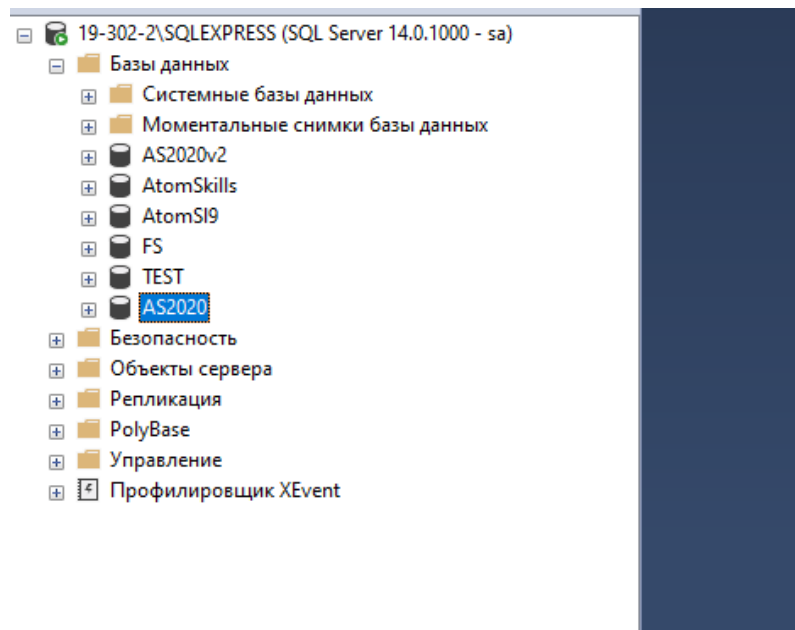 19-302-2\SQLEXPRESS (SQL Server 14.0.1000 - sa)
Базы данных
Системные базы данных
Моментальные снимки базы данных
AS2020v2
AtomSkills
AtomSl9
FS
TEST
AS2020
Безопасность
Объекты сервера
Репликация
PolyBase
Управление
Профилировщик XEvent